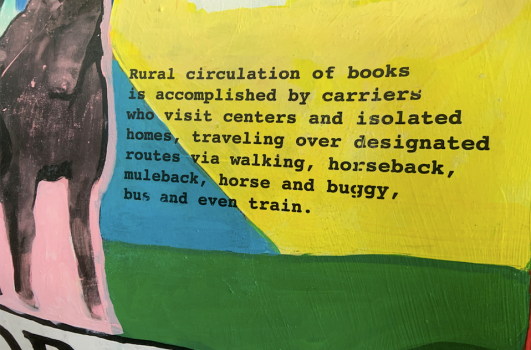 Rural circulation of books
is accomplished by carriers
who visit centers and isolated
homes, traveling over designated
routes via walking, horseback,
muleback, horse and buggy,
bus and even train.